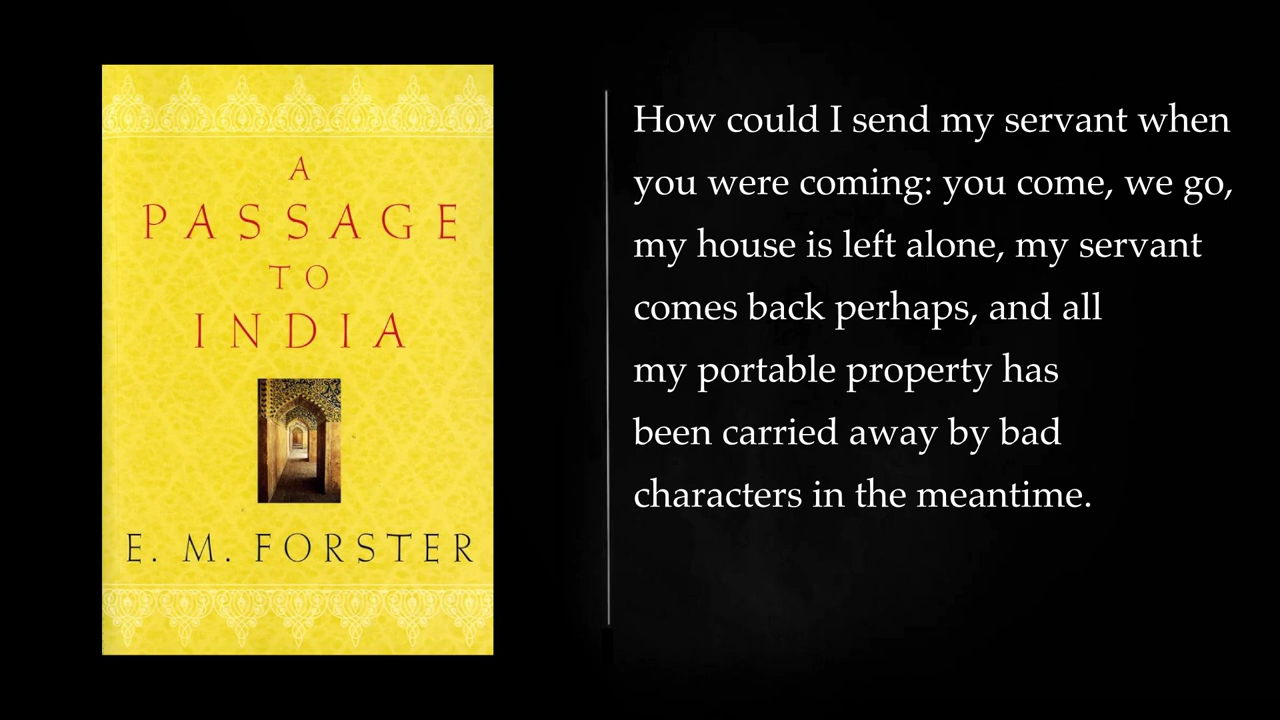 A
PASSAGE
TO
INDIA
E. M. FORSTER
How could I send my servant when
you were coming: you come, we go,
my house is left alone, my servant
comes back perhaps, and all
my portable property has
been carried away by bad
characters in the meantime.